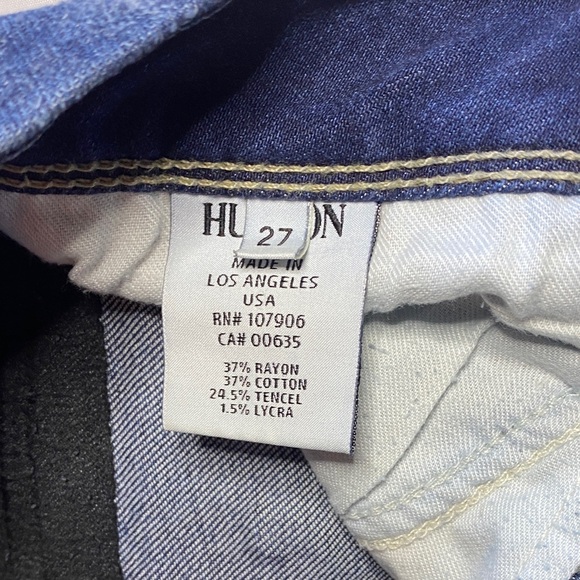 HU ON
27
MADE IN
LOS ANGELES
USA
RN# 107906
CA# 00635
37% RAYON
37% COTTON
24.5% TENCEL
1.5% LYCRA